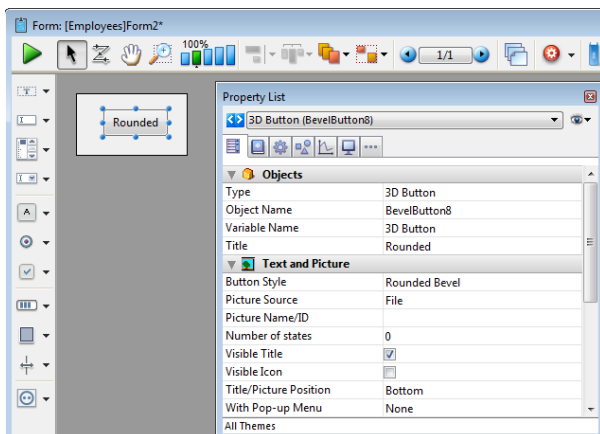 Form: [Employees]Form2*
100%
1/1
Rounded
Property List
3D Button (BevelButton8)
Objects
Type 3D Button
Object Name BevelButton8
Variable Name 3D Button
Title Rounded
Text and Picture
Button Style Rounded Bevel
Picture Source File
Picture Name/ID
Number of states 0
Visible Title
Visible Icon
Title/Picture Position Bottom
With Pop-up Menu None
All Themes